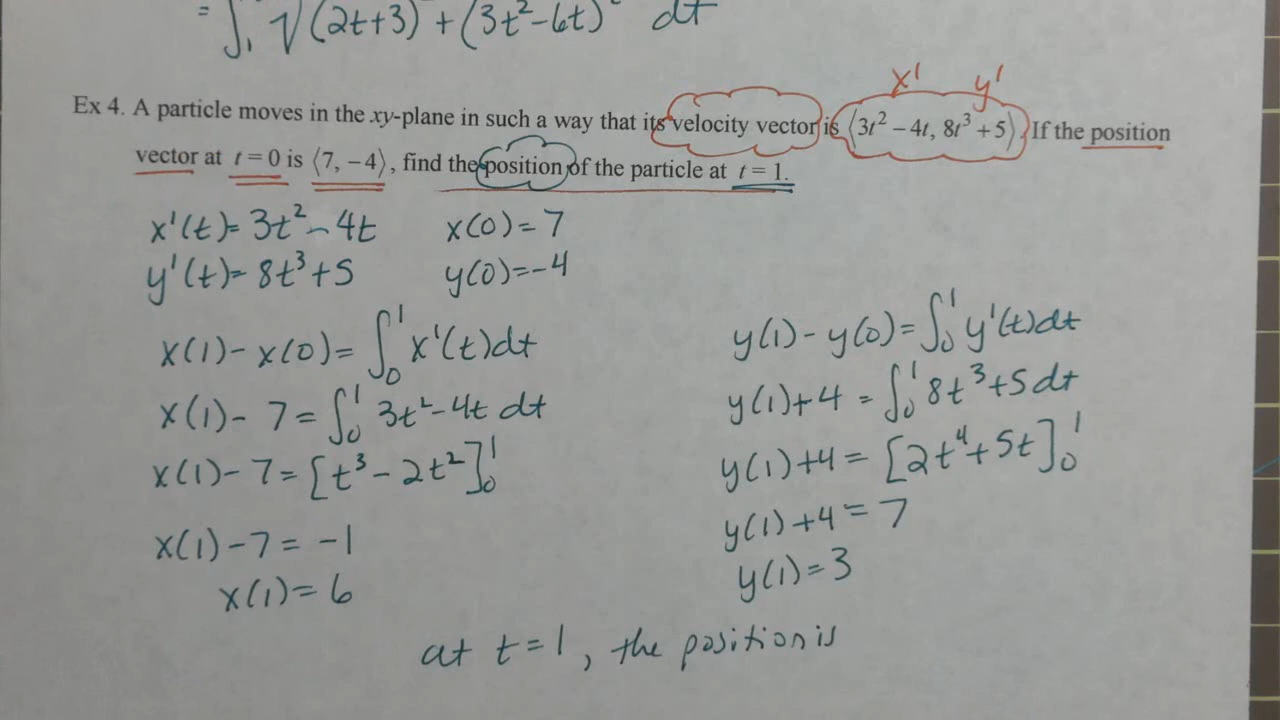 = ∫₁ √(2t+3) + (3t²-6t)² dt
x' y'
Ex 4. A particle moves in the xy-plane in such a way that its velocity vector is ⟨3t² – 4t, 8t³ + 5⟩. If the position
vector at t = 0 is ⟨7, –4⟩, find the position of the particle at t = 1.
x'(t)= 3t² - 4t x(0) = 7
y'(t)= 8t³ + 5 y(0)=-4
x(1) - x(0) = ∫₀¹ x'(t)dt y(1) - y(0) = ∫₀¹ y'(t)dt
x(1) - 7 = ∫₀¹ 3t² - 4t dt y(1) + 4 = ∫₀¹ 8t³ + 5 dt
x(1) - 7 = [t³ - 2t²]₀¹ y(1) + 4 = [2t⁴ + 5t]₀¹
x(1) - 7 = -1 y(1) + 4 = 7
x(1) = 6 y(1) = 3
at t = 1, the position is